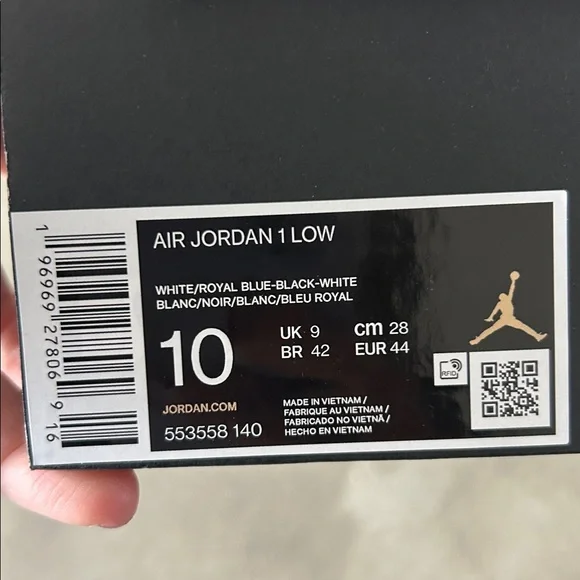 AIR JORDAN 1 LOW
WHITE/ROYAL BLUE-BLACK-WHITE
BLANC/NOIR/BLANC/BLEU ROYAL
10
UK 9 cm 28
BR 42 EUR 44
RFID
JORDAN.COM
553558 140
MADE IN VIETNAM /
FABRIQUE AU VIETNAM /
FABRICADO NO VIETNÃ /
HECHO EN VIETNAM
1 96969 27806 9 16